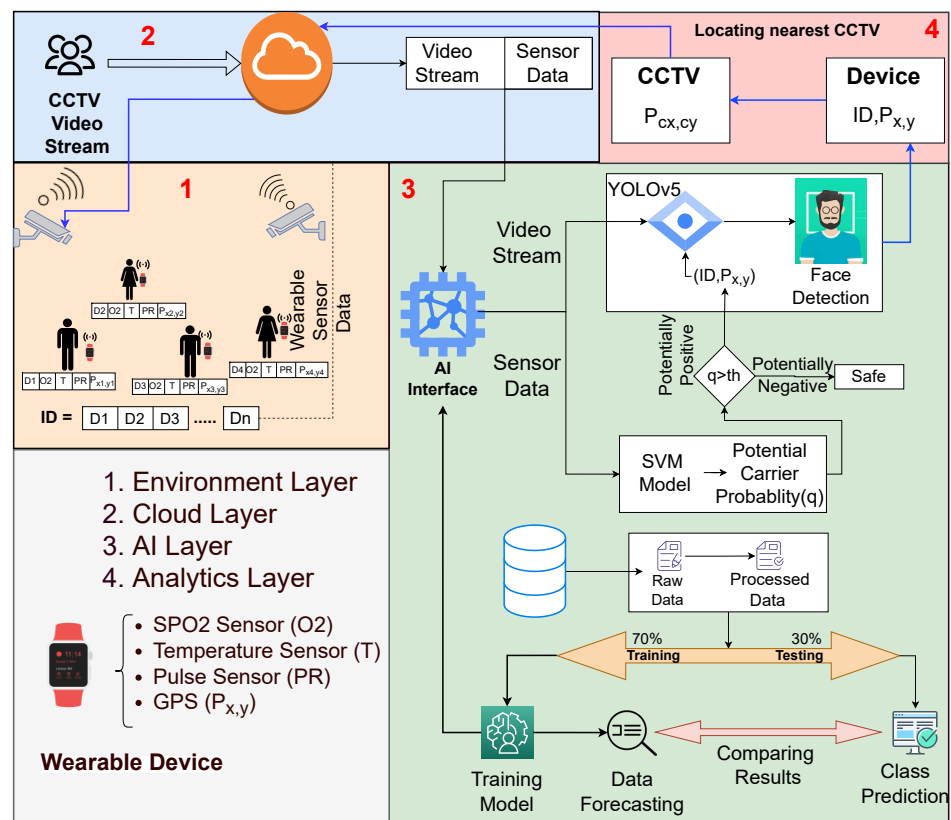 2
CCTV
Video
Stream
Video
Stream
Sensor
Data
Locating nearest CCTV
4
CCTV
Pcx,cy
Device
ID,Px,y
1
Wearable
Sensor
Data
D2 O2 T PR Px2,y2
D1 O2 T PR Px1,y1
D3 O2 T PR Px3,y3
D4 O2 T PR Px4,y4
ID = D1 D2 D3 ..... Dn
3
YOLOv5
Video
Stream
(ID,Px,y)
Face
Detection
AI
Interface
Sensor
Data
Potentially
Positive
q>th
Potentially
Negative
Safe
SVM
Model
Potential
Carrier
Probablity(q)
Raw
Data
Processed
Data
70%
Training
30%
Testing
Training
Model
Data
Forecasting
Comparing
Results
Class
Prediction
1. Environment Layer
2. Cloud Layer
3. AI Layer
4. Analytics Layer
11:14
• SPO2 Sensor (O2)
• Temperature Sensor (T)
• Pulse Sensor (PR)
• GPS (Px,y)
Wearable Device